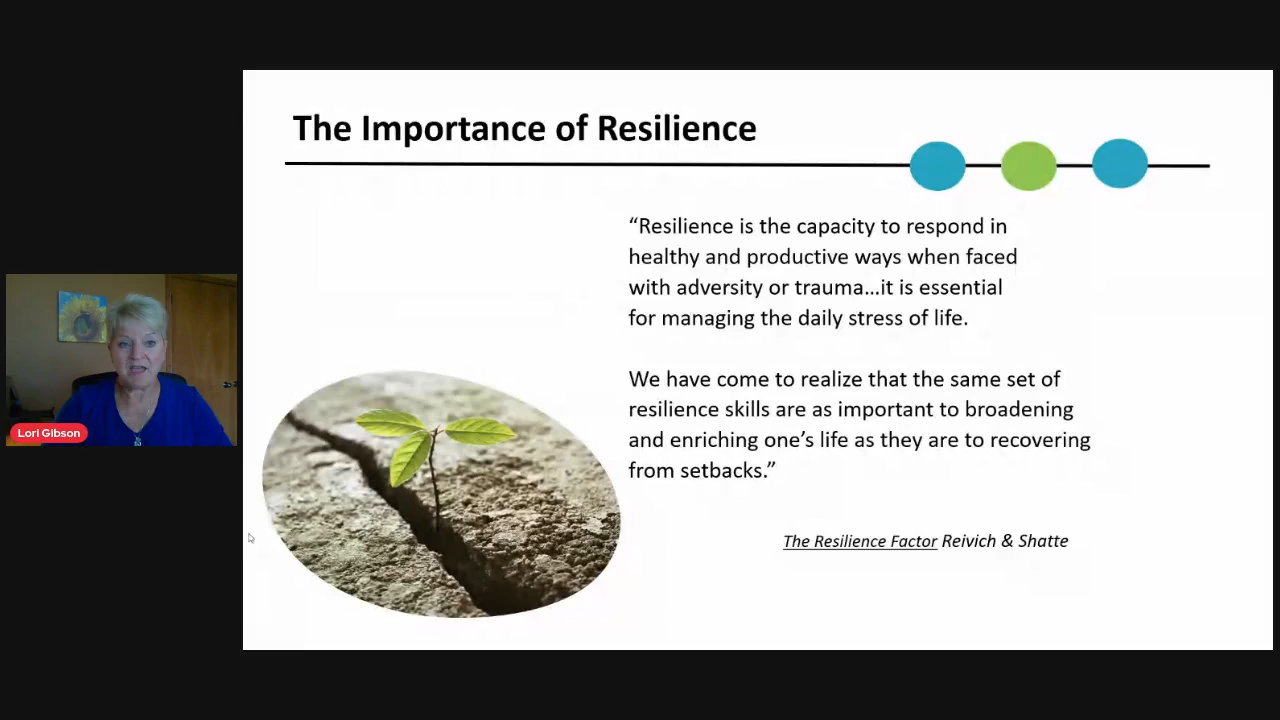 The Importance of Resilience
“Resilience is the capacity to respond in
healthy and productive ways when faced
with adversity or trauma…it is essential
for managing the daily stress of life.
We have come to realize that the same set of
resilience skills are as important to broadening
and enriching one’s life as they are to recovering
from setbacks.”
The Resilience Factor Reivich & Shatte
Lori Gibson